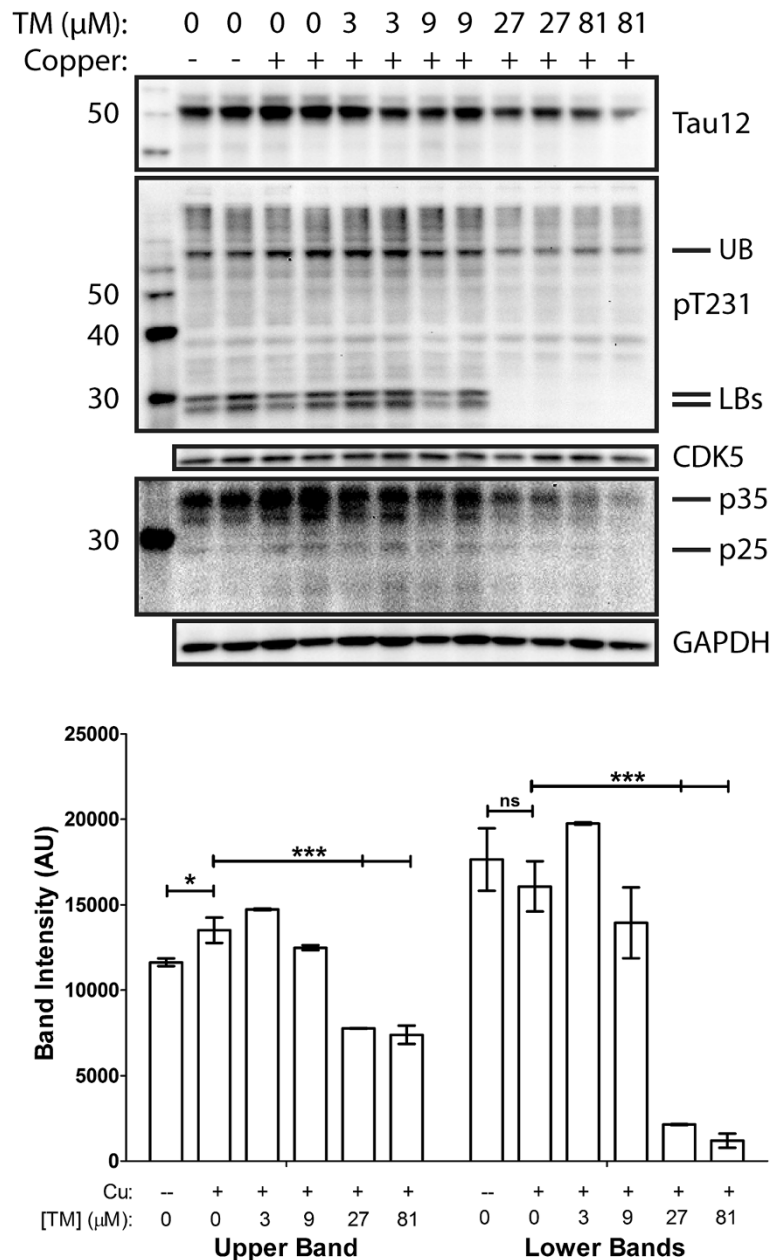 TM (µM): 0 0 0 0 3 3 9 9 27 27 81 81
Copper: - - + + + + + + + + + +
50
Tau12
UB
50
pT231
40
30
LBs
CDK5
p35
30
p25
GAPDH
25000
20000
15000
10000
5000
0
Band Intensity (AU)
*
***
ns
***
Cu: -- + + + + + -- + + + + +
[TM] (µM): 0 0 3 9 27 81 0 0 3 9 27 81
Upper Band Lower Bands